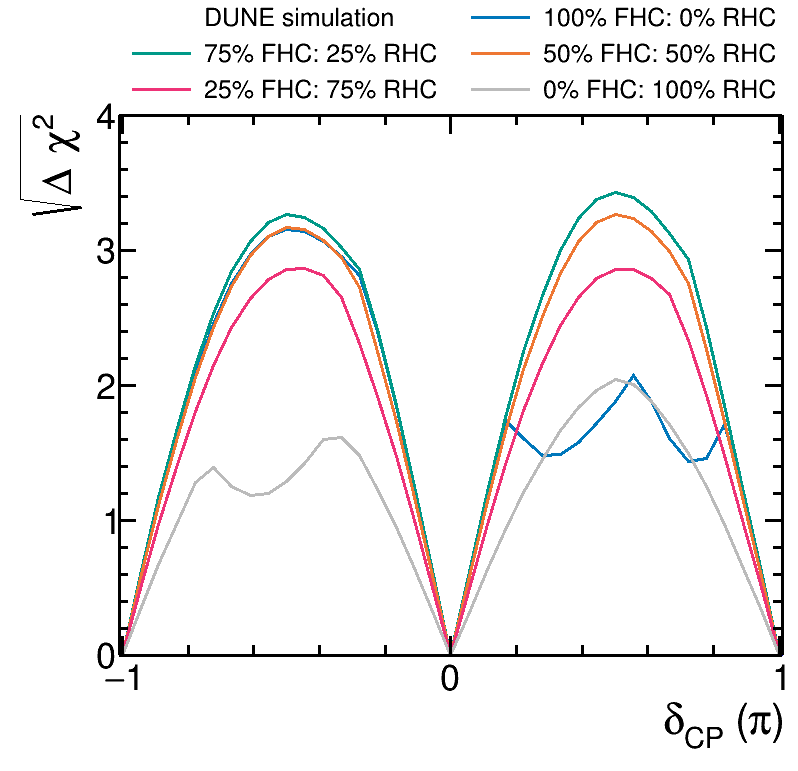 DUNE simulation
100% FHC: 0% RHC
75% FHC: 25% RHC
50% FHC: 50% RHC
25% FHC: 75% RHC
0% FHC: 100% RHC
√Δ χ²
4
3
2
1
0
−1
0
1
δCP (π)